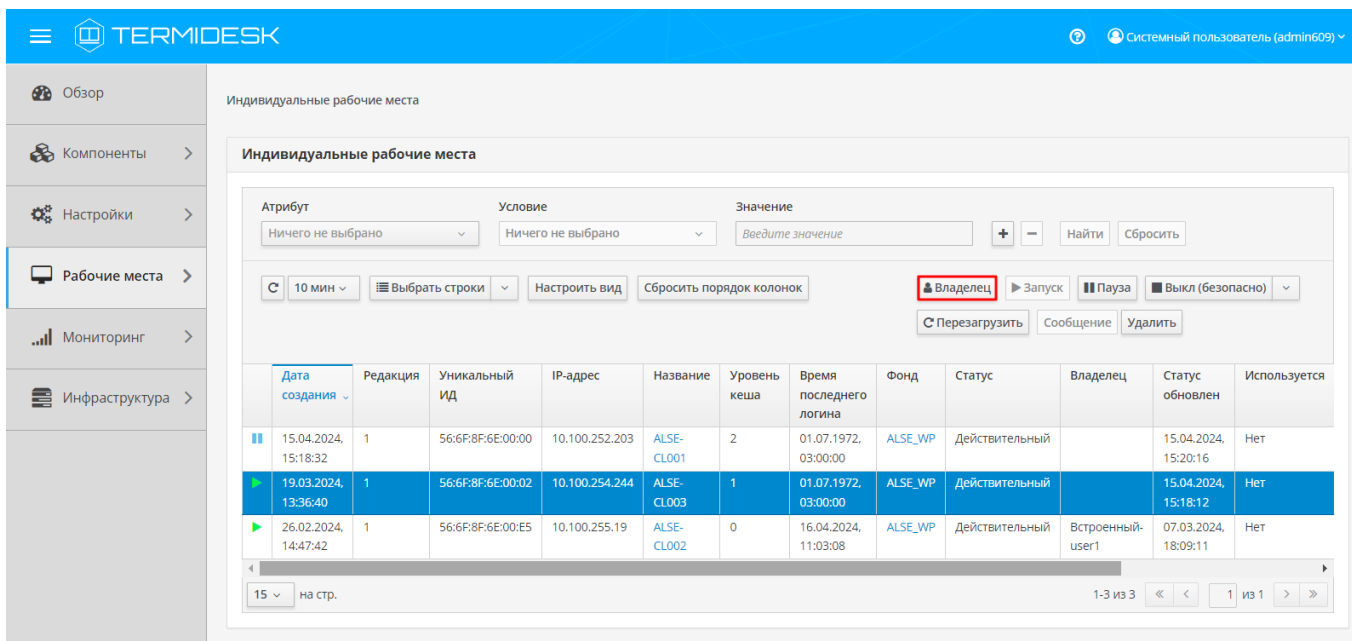 TERMIDESK
Системный пользователь (admin609)
Обзор
Компоненты
Настройки
Рабочие места
Мониторинг
Инфраструктура
Индивидуальные рабочие места
Индивидуальные рабочие места
Атрибут Условие Значение
Ничего не выбрано Ничего не выбрано Введите значение + − Найти Сбросить
10 мин Выбрать строки Настроить вид Сбросить порядок колонок Владелец Запуск Пауза Выкл (безопасно)
Перезагрузить Сообщение Удалить
Дата Редакция Уникальный IP-адрес Название Уровень Время Фонд Статус Владелец Статус Используется
создания ИД кеша последнего обновлен
логина
15.04.2024, 1 56:6F:8F:6E:00:00 10.100.252.203 ALSE- 2 01.07.1972, ALSE_WP Действительный 15.04.2024, Нет
15:18:32 CL001 03:00:00 15:20:16
19.03.2024, 1 56:6F:8F:6E:00:02 10.100.254.244 ALSE- 1 01.07.1972, ALSE_WP Действительный 15.04.2024, Нет
13:36:40 CL003 03:00:00 15:18:12
26.02.2024, 1 56:6F:8F:6E:00:E5 10.100.255.19 ALSE- 0 16.04.2024, ALSE_WP Действительный Встроенный- 07.03.2024, Нет
14:47:42 CL002 11:03:08 user1 18:09:11
15 на стр. 1-3 из 3 « < 1 из 1 > »